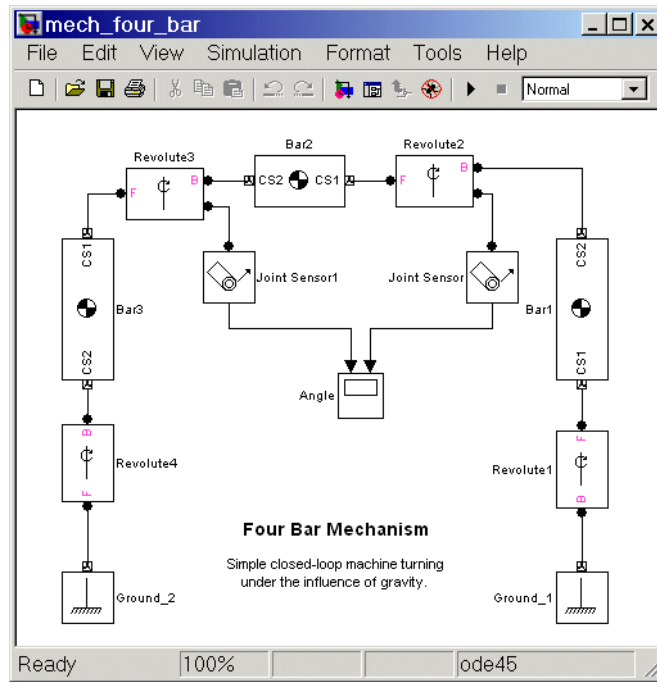 mech_four_bar
File Edit View Simulation Format Tools Help
Normal
Bar2
Revolute2
Revolute3
F B
CS2 CS1
F B
CS1
CS2
Joint Sensor1
Joint Sensor
Bar3
Bar1
CS2
CS1
Angle
B
F
Revolute4
Revolute1
F
B
Four Bar Mechanism
Simple closed-loop machine turning
under the influence of gravity.
Ground_2
Ground_1
Ready 100% ode45